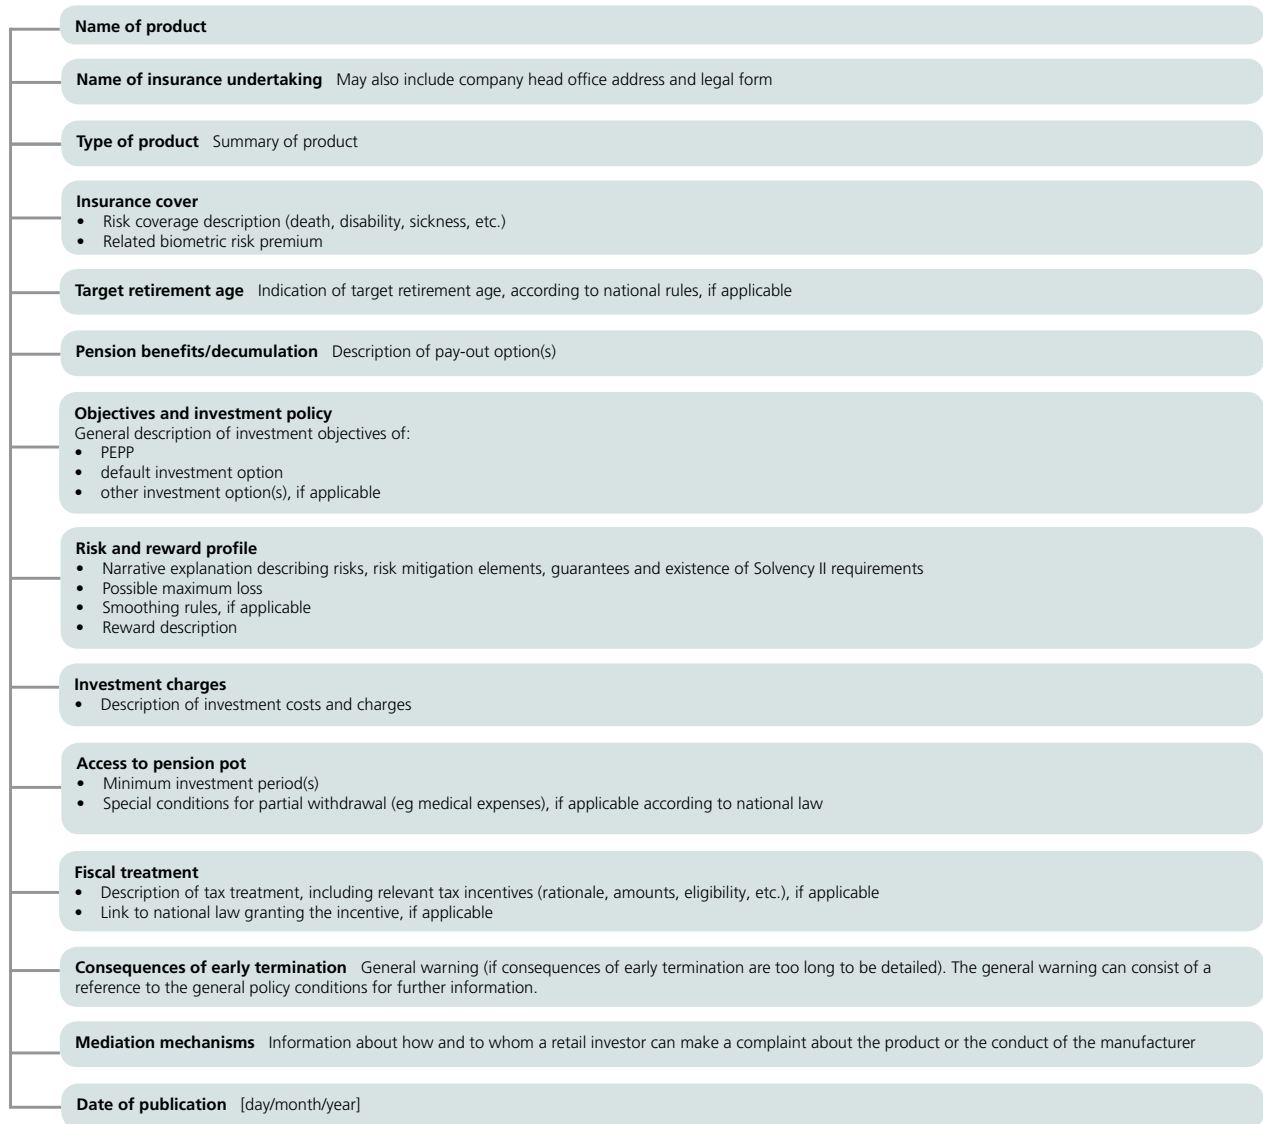 Name of product
Name of insurance undertaking May also include company head office address and legal form
Type of product Summary of product
Insurance cover
• Risk coverage description (death, disability, sickness, etc.)
• Related biometric risk premium
Target retirement age Indication of target retirement age, according to national rules, if applicable
Pension benefits/decumulation Description of pay-out option(s)
Objectives and investment policy
General description of investment objectives of:
• PEPP
• default investment option
• other investment option(s), if applicable
Risk and reward profile
• Narrative explanation describing risks, risk mitigation elements, guarantees and existence of Solvency II requirements
• Possible maximum loss
• Smoothing rules, if applicable
• Reward description
Investment charges
• Description of investment costs and charges
Access to pension pot
• Minimum investment period(s)
• Special conditions for partial withdrawal (eg medical expenses), if applicable according to national law
Fiscal treatment
• Description of tax treatment, including relevant tax incentives (rationale, amounts, eligibility, etc.), if applicable
• Link to national law granting the incentive, if applicable
Consequences of early termination General warning (if consequences of early termination are too long to be detailed). The general warning can consist of a
reference to the general policy conditions for further information.
Mediation mechanisms Information about how and to whom a retail investor can make a complaint about the product or the conduct of the manufacturer
Date of publication [day/month/year]